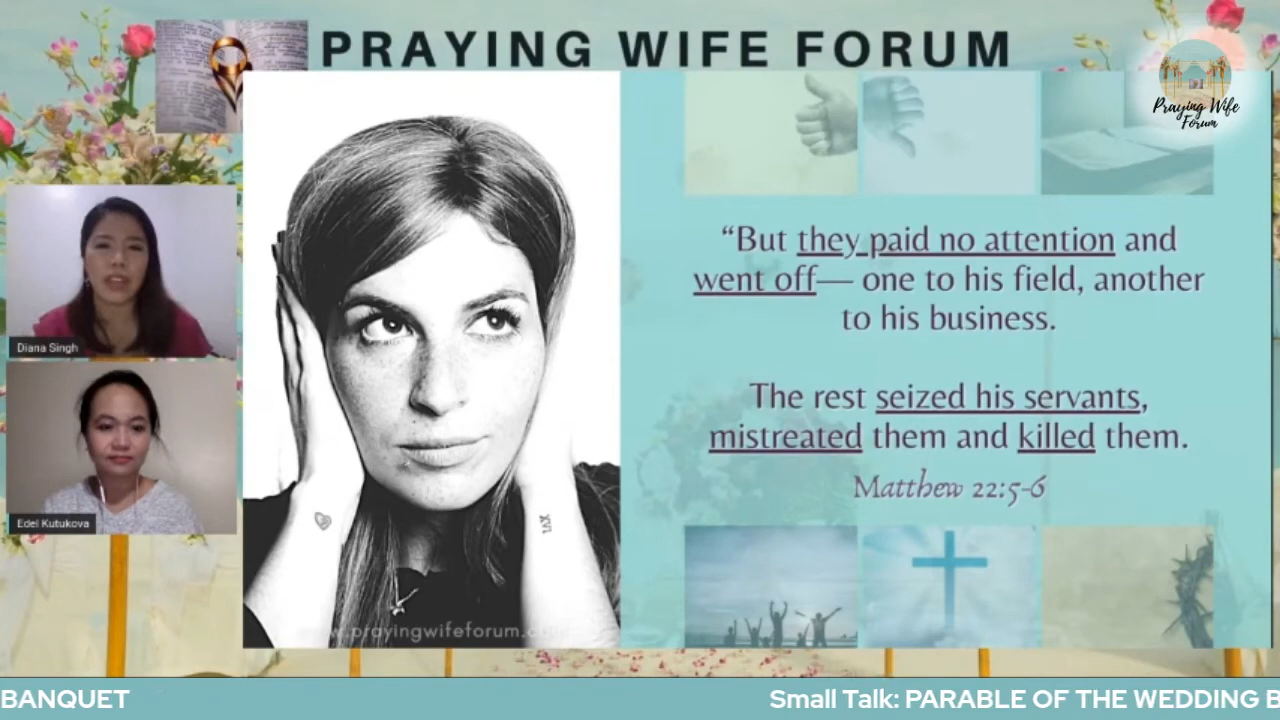 PRAYING WIFE FORUM
Praying Wife
Forum
Diana Singh
Edel Kutukova
“But they paid no attention and
went off— one to his field, another
to his business.
The rest seized his servants,
mistreated them and killed them.
Matthew 22:5-6
w.prayingwifeforum.c
BANQUET
Small Talk: PARABLE OF THE WEDDING B